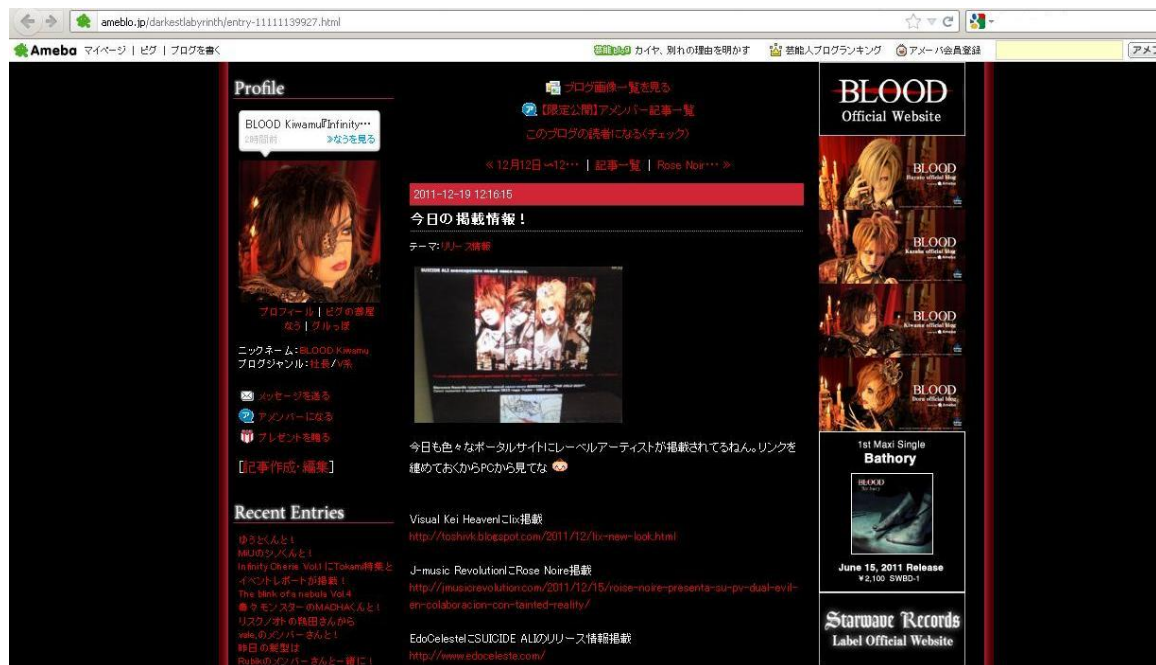 ameblo.jp/darkestlabyrinth/entry-11111139927.html
Ameba マイページ | ピグ | ブログを書く
カイヤ、別れの理由を明かす
芸能人ブログランキング
アメーバ会員登録
Profile
BLOOD Kiwamu『Infinity…
2時間前 »なうを見る
プロフィール | ピグの部屋
なう | グルっぽ
ニックネーム:BLOOD Kiwamu
ブログジャンル:社長/V系
メッセージを送る
アメンバーになる
プレゼントを贈る
[記事作成・編集]
Recent Entries
ゆうとくんと!
MiUのシノくんと!
Infinity Cherie Vol.1 にTokami特集と
イベントレポートが掲載!
The blink of a nebula Vol.4
リスクノオトの鶴田さんから
vale.のメンバーさんと!
昨日の髪型は
Rubikのメンバーさんと一緒に!
ブログ画像一覧を見る
【限定公開】アメンバー記事一覧
このブログの読者になる(チェック)
« 12月12日〜12… | 記事一覧 | Rose Noir… »
2011-12-19 12:16:15
今日の掲載情報!
テーマ:リリース情報
今日も色々なポータルサイトにレーベルアーティストが掲載されてるねん。リンクを
纏めておくからPCから見てな
Visual Kei Heavenにlix掲載
http://toshivk.blogspot.com/2011/12/lix-new-look.html
J-music RevolutionにRose Noire掲載
http://jmusicrevolution.com/2011/12/15/roise-noire-presenta-su-pv-dual-evil-
en-colaboracion-con-tainted-reality/
EdoCelesteにSUICIDE ALIのリリース情報掲載
http://www.edoceleste.com/
BLOOD
Official Website
BLOOD
BLOOD
BLOOD
Kiwamu official blog
BLOOD
1st Maxi Single
Bathory
BLOOD
June 15, 2011 Release
¥2,100 SWBD-1
Starwave Records
Label Official Website